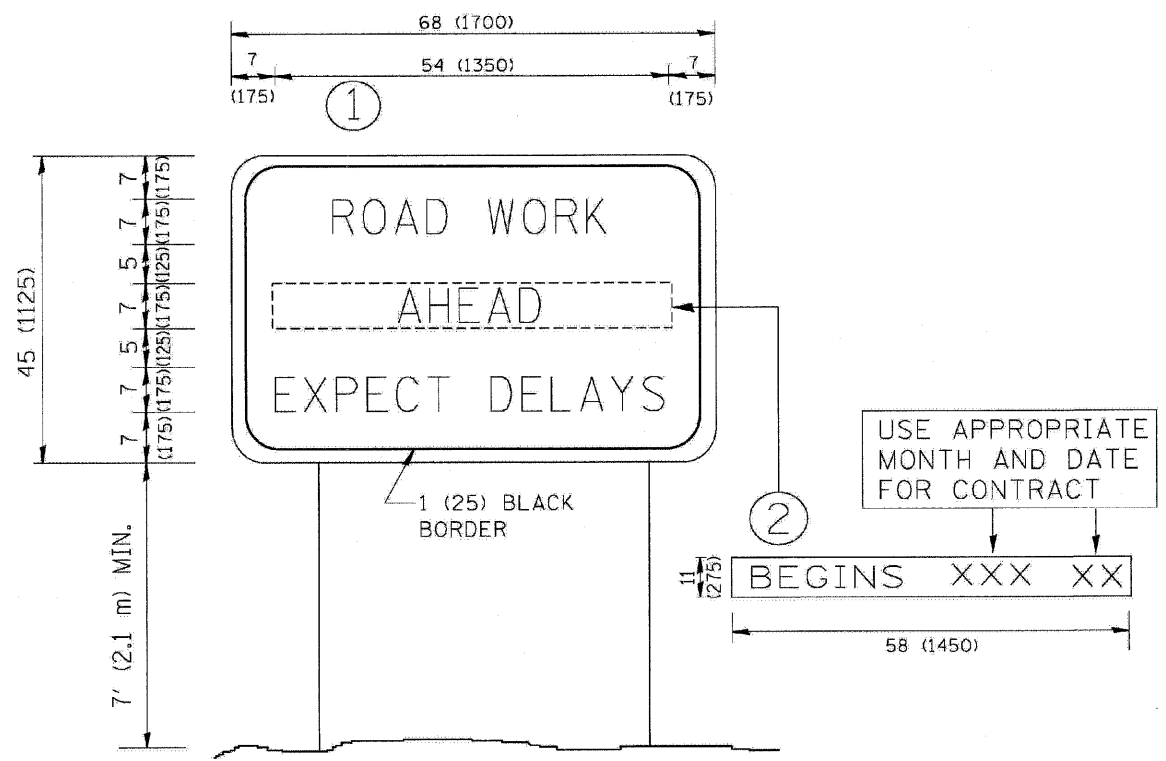 68 (1700)
7 54 (1350) 7
(175) (175)
1
ROAD WORK
AHEAD
EXPECT DELAYS
45 (1125)
7 (175)
7 (175)
5 (125)
7 (175)
5 (125)
7 (175)
7 (175)
7' (2.1 m) MIN.
1 (25) BLACK
BORDER
USE APPROPRIATE
MONTH AND DATE
FOR CONTRACT
2
11
(275)
BEGINS XXX XX
58 (1450)